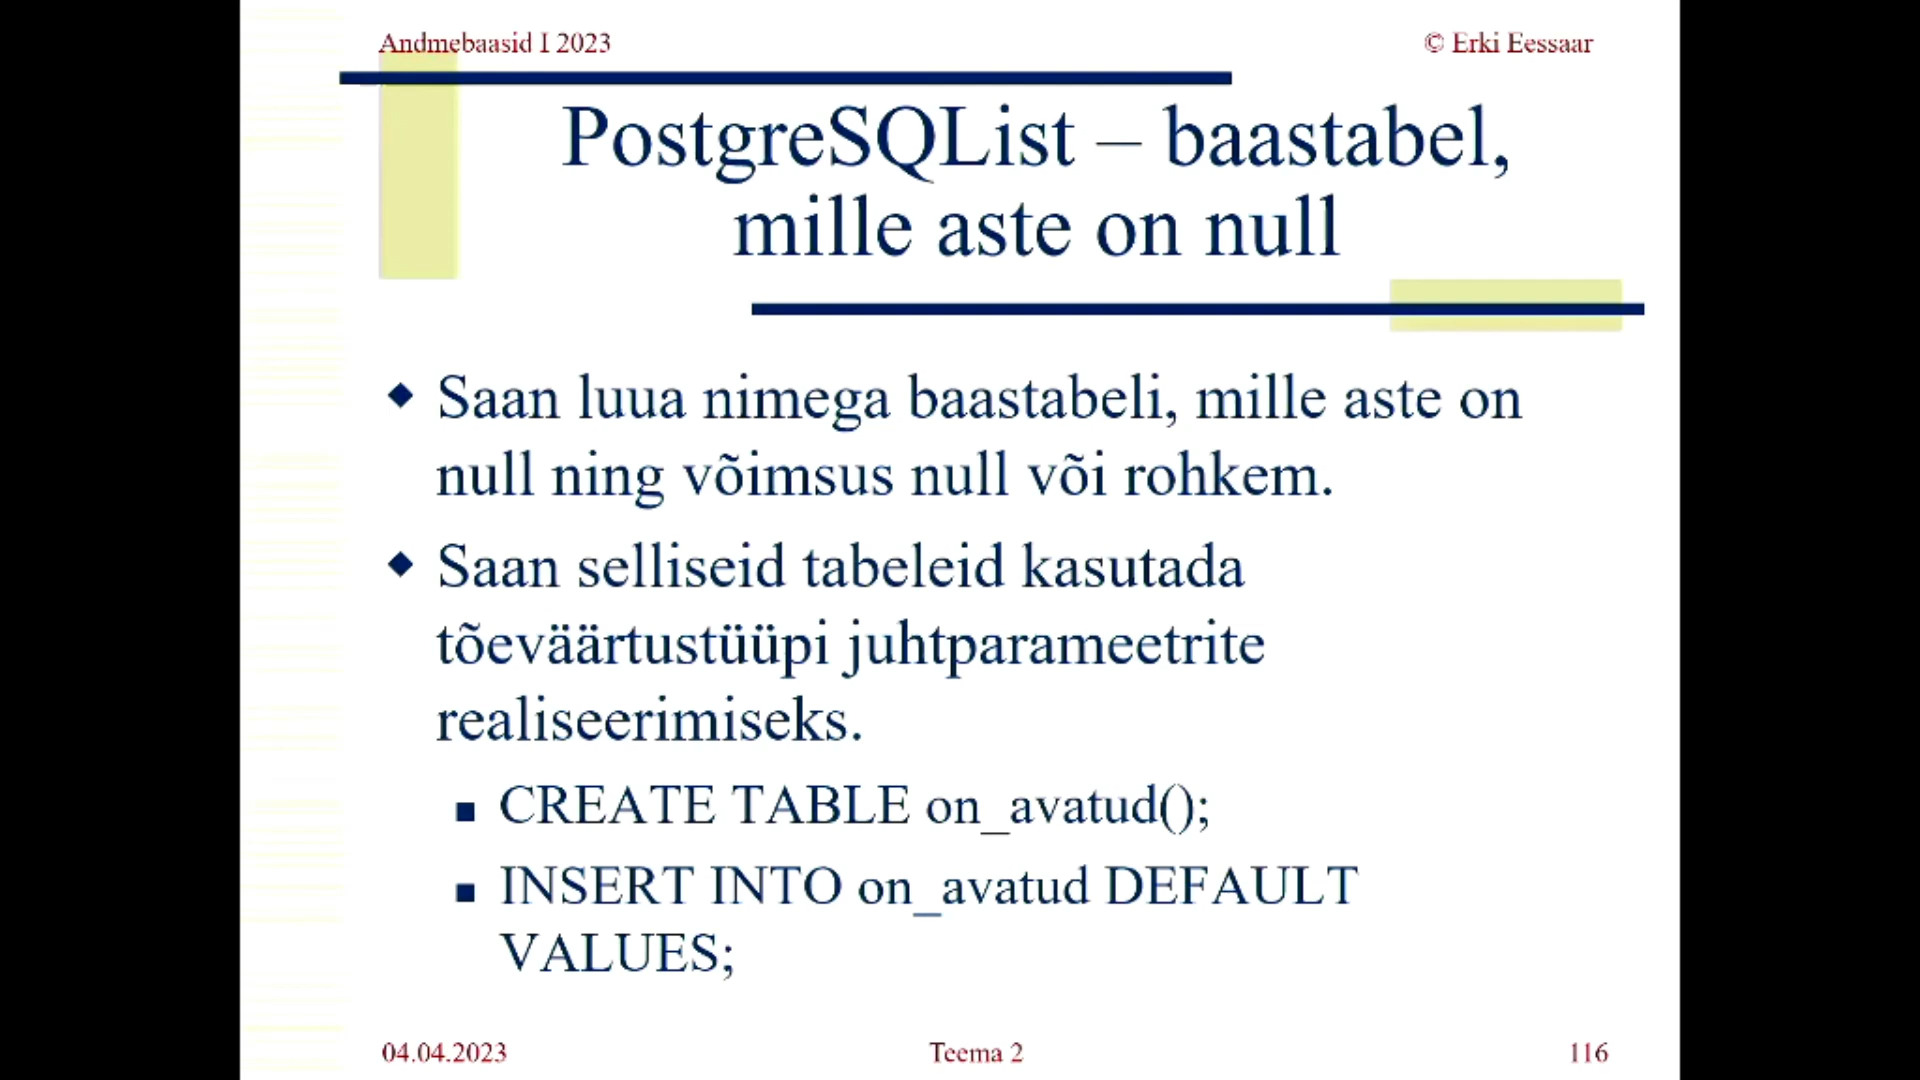 Andmebaasid I 2023
© Erki Eessaar
PostgreSQList – baastabel,
mille aste on null
Saan luua nimega baastabeli, mille aste on
null ning võimsus null või rohkem.
Saan selliseid tabeleid kasutada
tõeväärtustüüpi juhtparameetrite
realiseerimiseks.
CREATE TABLE on_avatud();
INSERT INTO on_avatud DEFAULT
VALUES;
04.04.2023
Teema 2
116